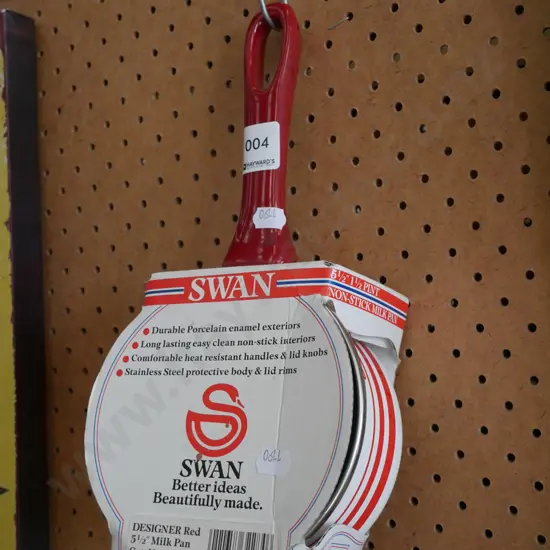 004
HAYWARD'S
SWAN
5½" 1½ PINT
NON-STICK MILK PAN
• Durable Porcelain enamel exteriors
• Long lasting easy clean non-stick interiors
• Comfortable heat resistant handles & lid knobs
• Stainless Steel protective body & lid rims
SWAN
Better ideas
Beautifully made.
DESIGNER Red
5½" Milk Pan